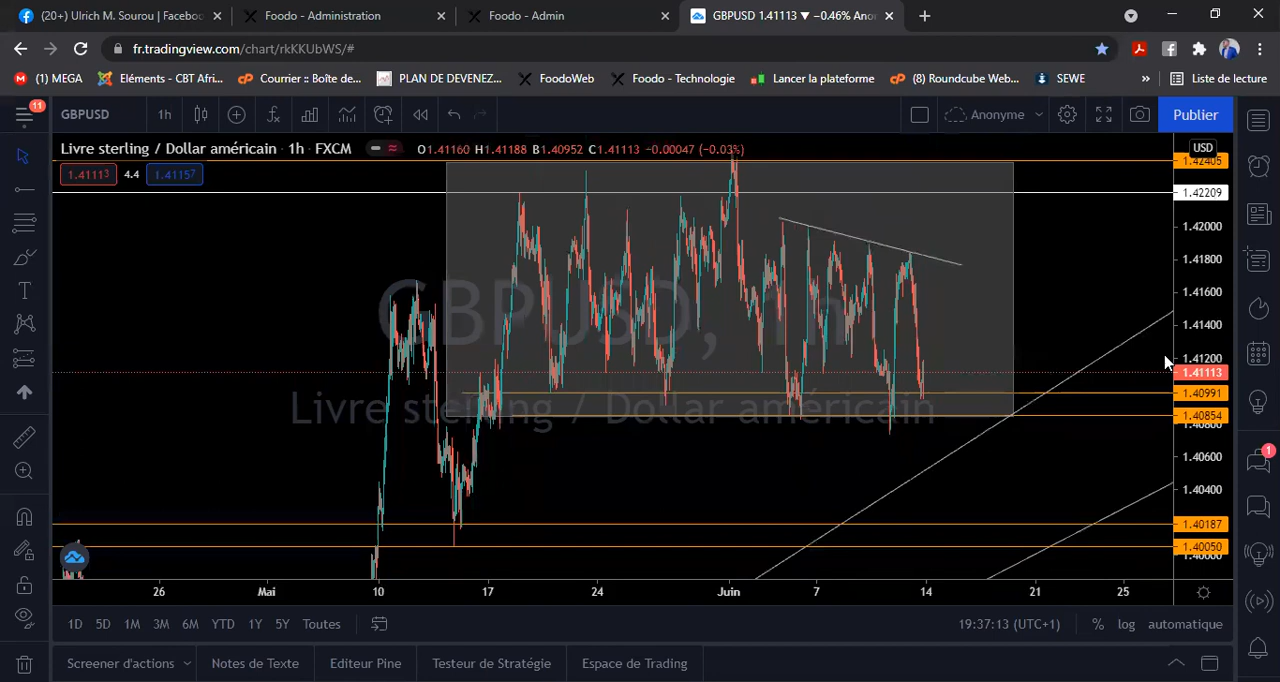 (20+) Ulrich M. Sourou | Faceboo
Foodo - Administration
Foodo - Admin
GBPUSD 1.41113 ▼ −0.46% Ano
fr.tradingview.com/chart/rkKKUbWS/#
(1) MEGA
Eléments - CBT Afri...
Courrier :: Boîte de...
PLAN DE DEVENEZ...
FoodoWeb
Foodo - Technologie
Lancer la plateforme
(8) Roundcube Web...
SEWE
»
Liste de lecture
11
GBPUSD
1h
Anonyme
Publier
Livre sterling / Dollar américain · 1h · FXCM
O1.41160 H1.41188 B1.40952 C1.41113 −0.00047 (−0.03%)
1.41113
4.4
1.41157
USD
1.42405
1.42209
1.42000
1.41800
1.41600
1.41400
1.41200
1.41113
1.40991
1.40854
1.40800
1.40600
1.40400
1.40187
1.40050
1.40000
GBPUSD, 1h
Livre sterling / Dollar américain
1
26
Mai
10
17
24
Juin
7
14
21
25
1D
5D
1M
3M
6M
YTD
1Y
5Y
Toutes
19:37:13 (UTC+1)
%
log
automatique
Screener d'actions
Notes de Texte
Editeur Pine
Testeur de Stratégie
Espace de Trading